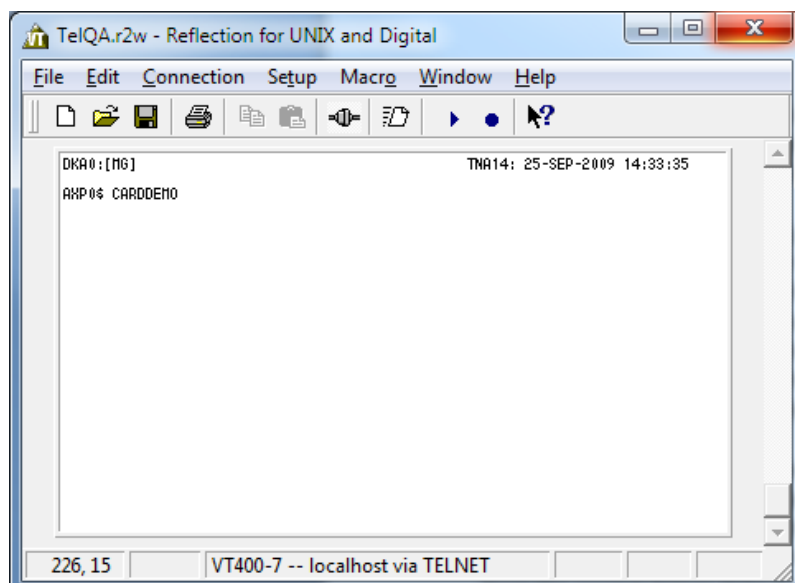 TelQA.r2w - Reflection for UNIX and Digital
File Edit Connection Setup Macro Window Help
DKA0:[MG] TNA14: 25-SEP-2009 14:33:35
AXP0$ CARDDEMO
226, 15 VT400-7 -- localhost via TELNET